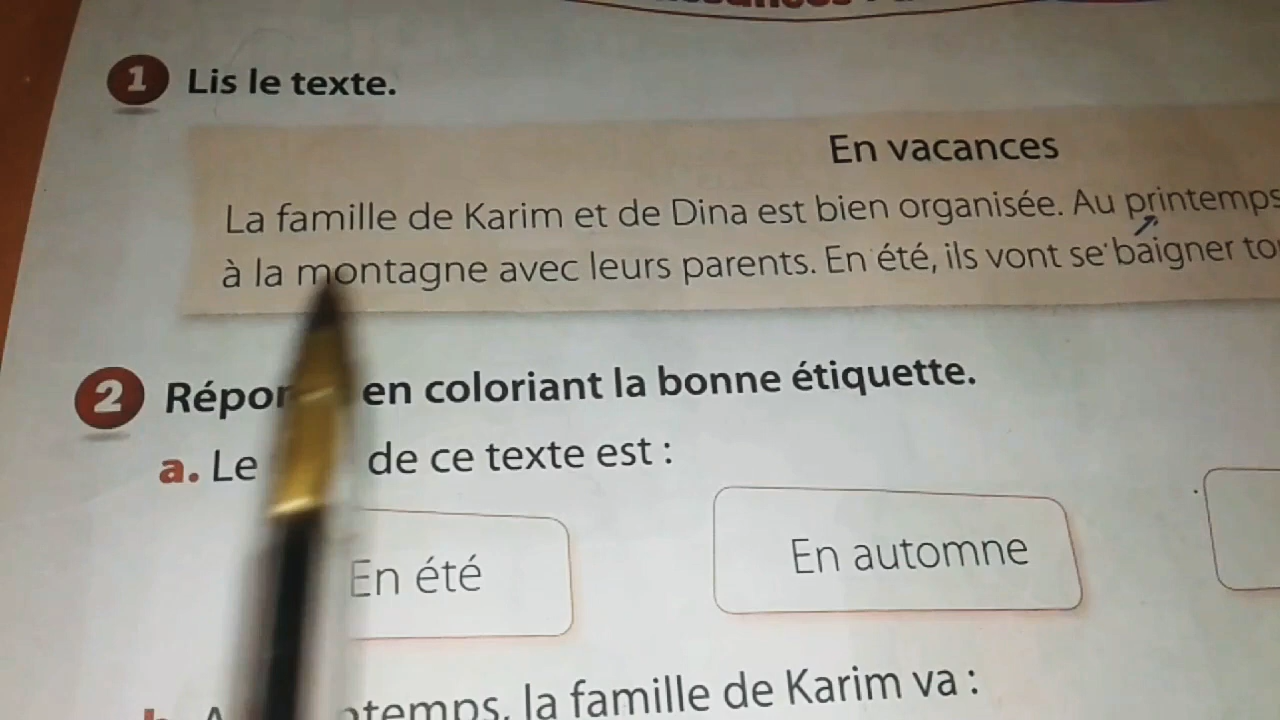 1 Lis le texte.
En vacances
La famille de Karim et de Dina est bien organisée. Au printemps
à la montagne avec leurs parents. En été, ils vont se baigner
2 en coloriant la bonne étiquette.
a. Le de ce texte est :
En été
En automne
la famille de Karim va :